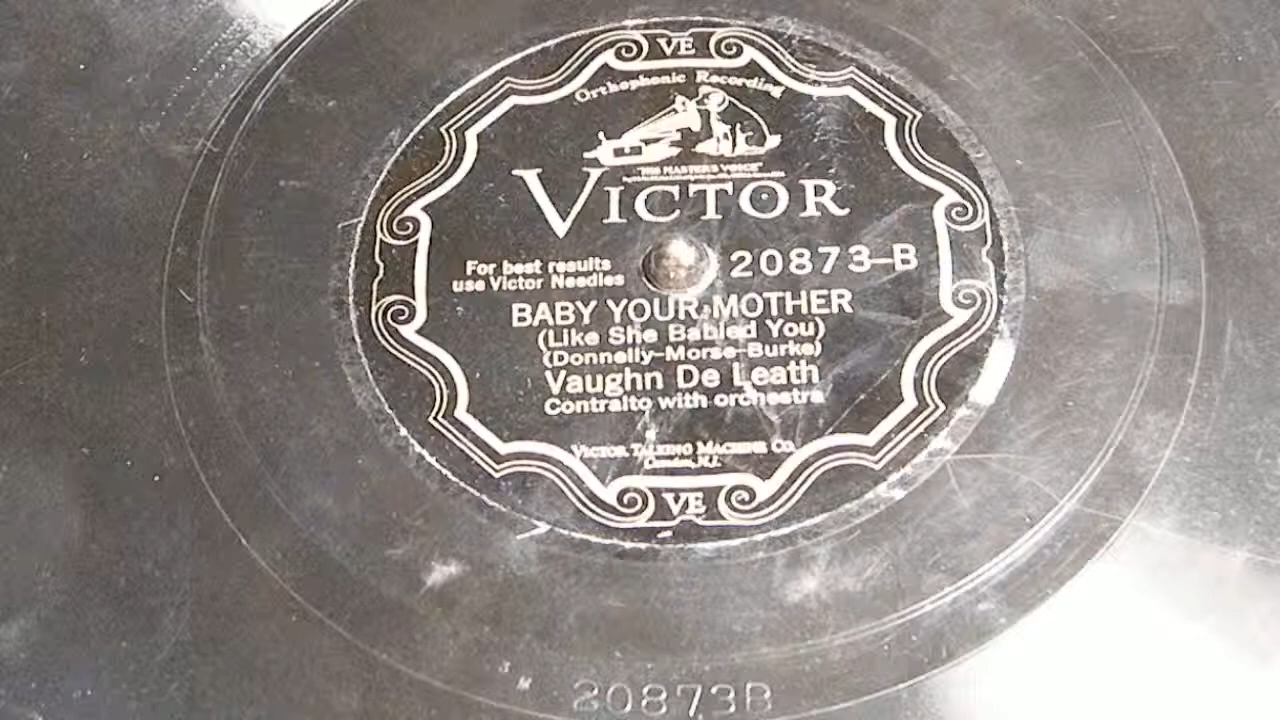 VE
Orthophonic Recording
"HIS MASTER'S VOICE"
VICTOR
For best results
use Victor Needles
20873-B
BABY YOUR MOTHER
(Like She Babied You)
(Donnelly-Morse-Burke)
Vaughn De Leath
Contralto with orchestra
VICTOR TALKING MACHINE CO.
Camden, N.J.
VE
20873B